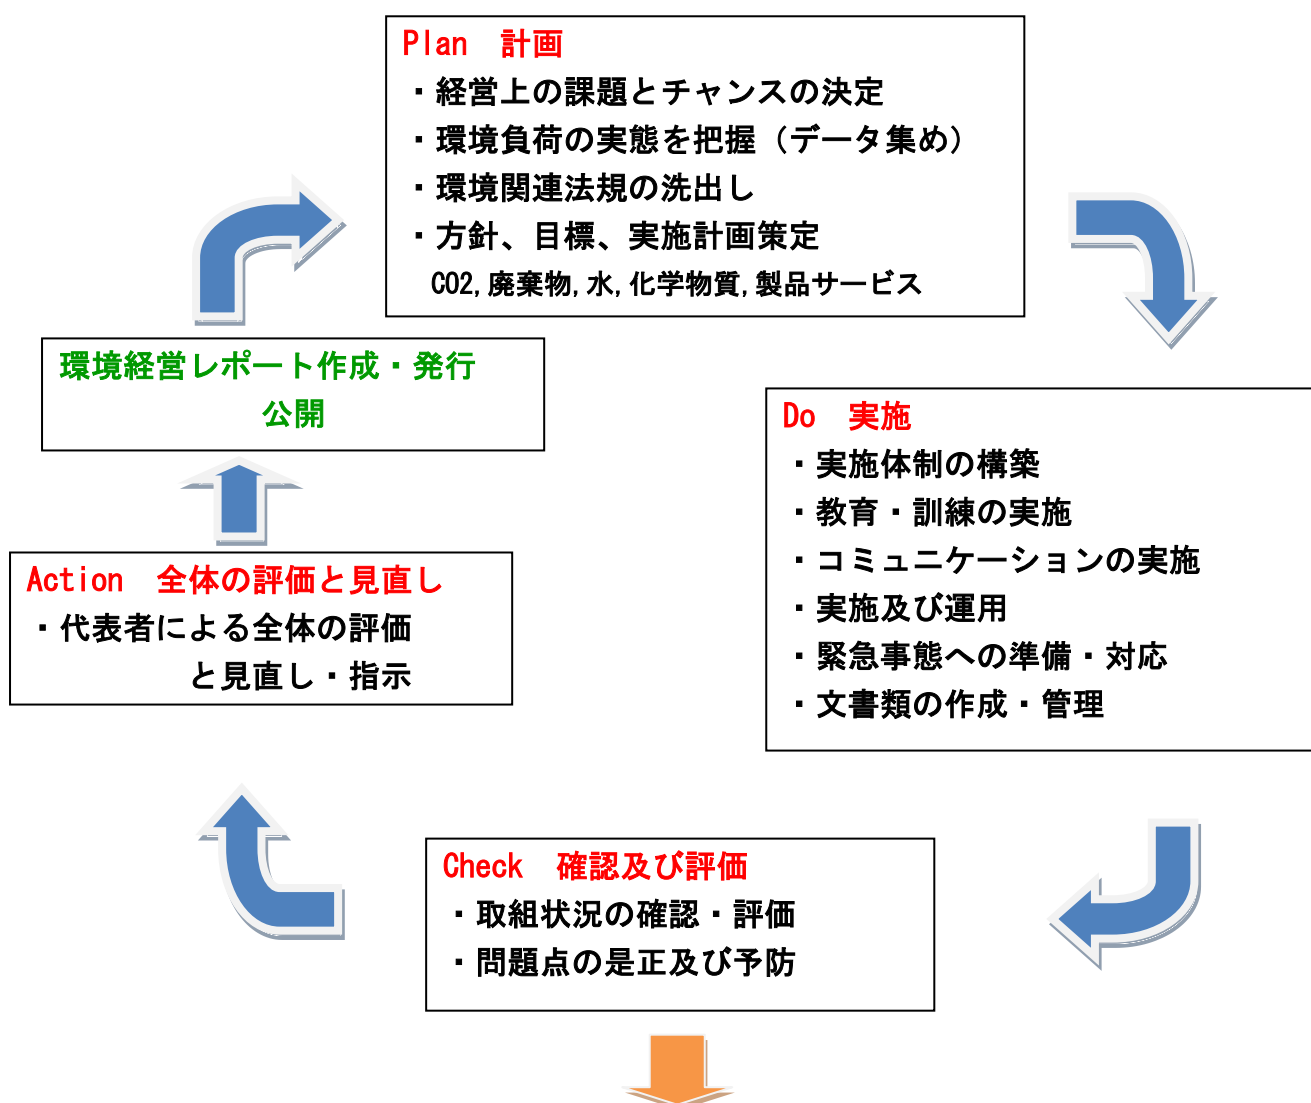 Plan 計画
・経営上の課題とチャンスの決定
・環境負荷の実態を把握（データ集め）
・環境関連法規の洗出し
・方針、目標、実施計画策定
CO2,廃棄物,水,化学物質,製品サービス
Do 実施
・実施体制の構築
・教育・訓練の実施
・コミュニケーションの実施
・実施及び運用
・緊急事態への準備・対応
・文書類の作成・管理
Check 確認及び評価
・取組状況の確認・評価
・問題点の是正及び予防
Action 全体の評価と見直し
・代表者による全体の評価
と見直し・指示
環境経営レポート作成・発行
公開